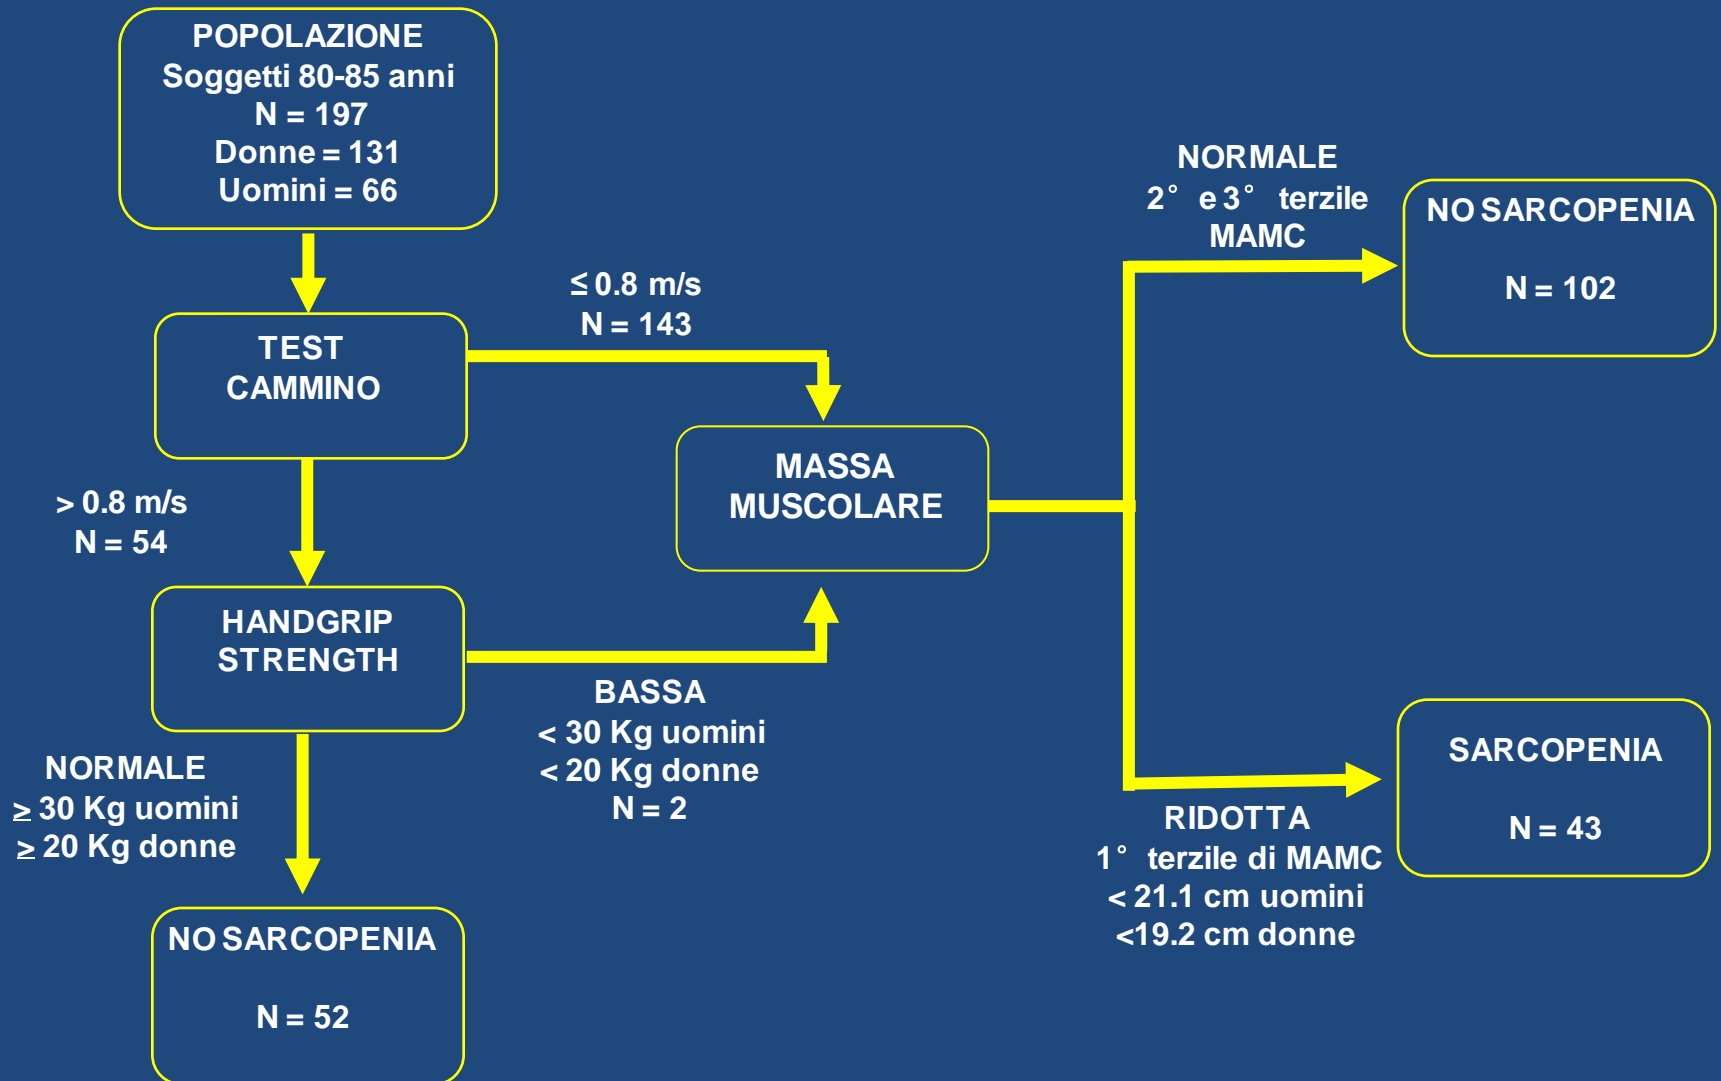 POPOLAZIONE
Soggetti 80-85 anni
N = 197
Donne = 131
Uomini = 66
TEST
CAMMINO
≤ 0.8 m/s
N = 143
> 0.8 m/s
N = 54
HANDGRIP
STRENGTH
BASSA
< 30 Kg uomini
< 20 Kg donne
N = 2
NORMALE
≥ 30 Kg uomini
≥ 20 Kg donne
NO SARCOPENIA
N = 52
MASSA
MUSCOLARE
NORMALE
2° e 3° terzile
MAMC
NO SARCOPENIA
N = 102
RIDOTTA
1° terzile di MAMC
< 21.1 cm uomini
<19.2 cm donne
SARCOPENIA
N = 43